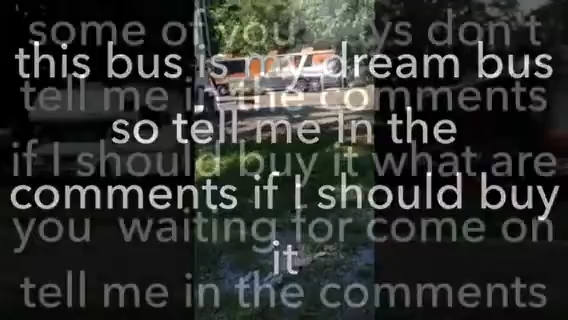 some of you guys don't
this bus is my dream bus
tell me in the comments
so tell me In the
if I should buy it what are
comments if I should buy
you waiting for come on
it
tell me in the comments